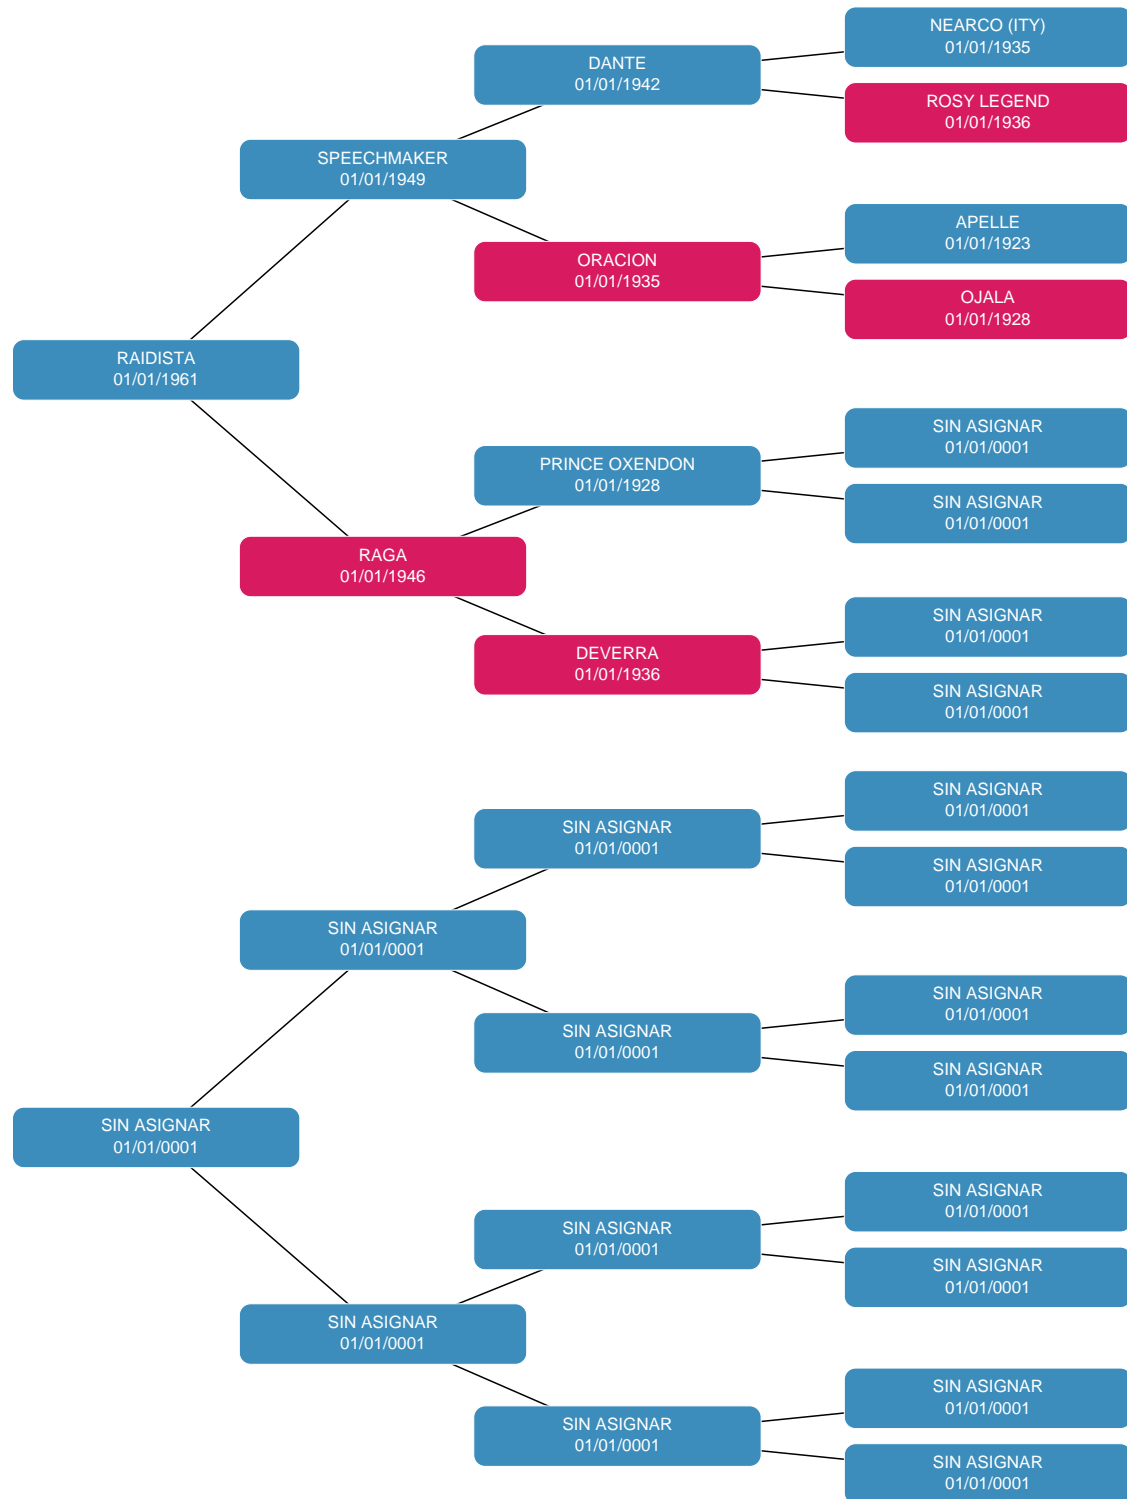 NEARCO (ITY)
01/01/1935
DANTE
01/01/1942
ROSY LEGEND
01/01/1936
SPEECHMAKER
01/01/1949
APELLE
01/01/1923
ORACION
01/01/1935
OJALA
01/01/1928
RAIDISTA
01/01/1961
SIN ASIGNAR
01/01/0001
PRINCE OXENDON
01/01/1928
SIN ASIGNAR
01/01/0001
RAGA
01/01/1946
SIN ASIGNAR
01/01/0001
DEVERRA
01/01/1936
SIN ASIGNAR
01/01/0001
SIN ASIGNAR
01/01/0001
SIN ASIGNAR
01/01/0001
SIN ASIGNAR
01/01/0001
SIN ASIGNAR
01/01/0001
SIN ASIGNAR
01/01/0001
SIN ASIGNAR
01/01/0001
SIN ASIGNAR
01/01/0001
SIN ASIGNAR
01/01/0001
SIN ASIGNAR
01/01/0001
SIN ASIGNAR
01/01/0001
SIN ASIGNAR
01/01/0001
SIN ASIGNAR
01/01/0001
SIN ASIGNAR
01/01/0001
SIN ASIGNAR
01/01/0001
SIN ASIGNAR
01/01/0001